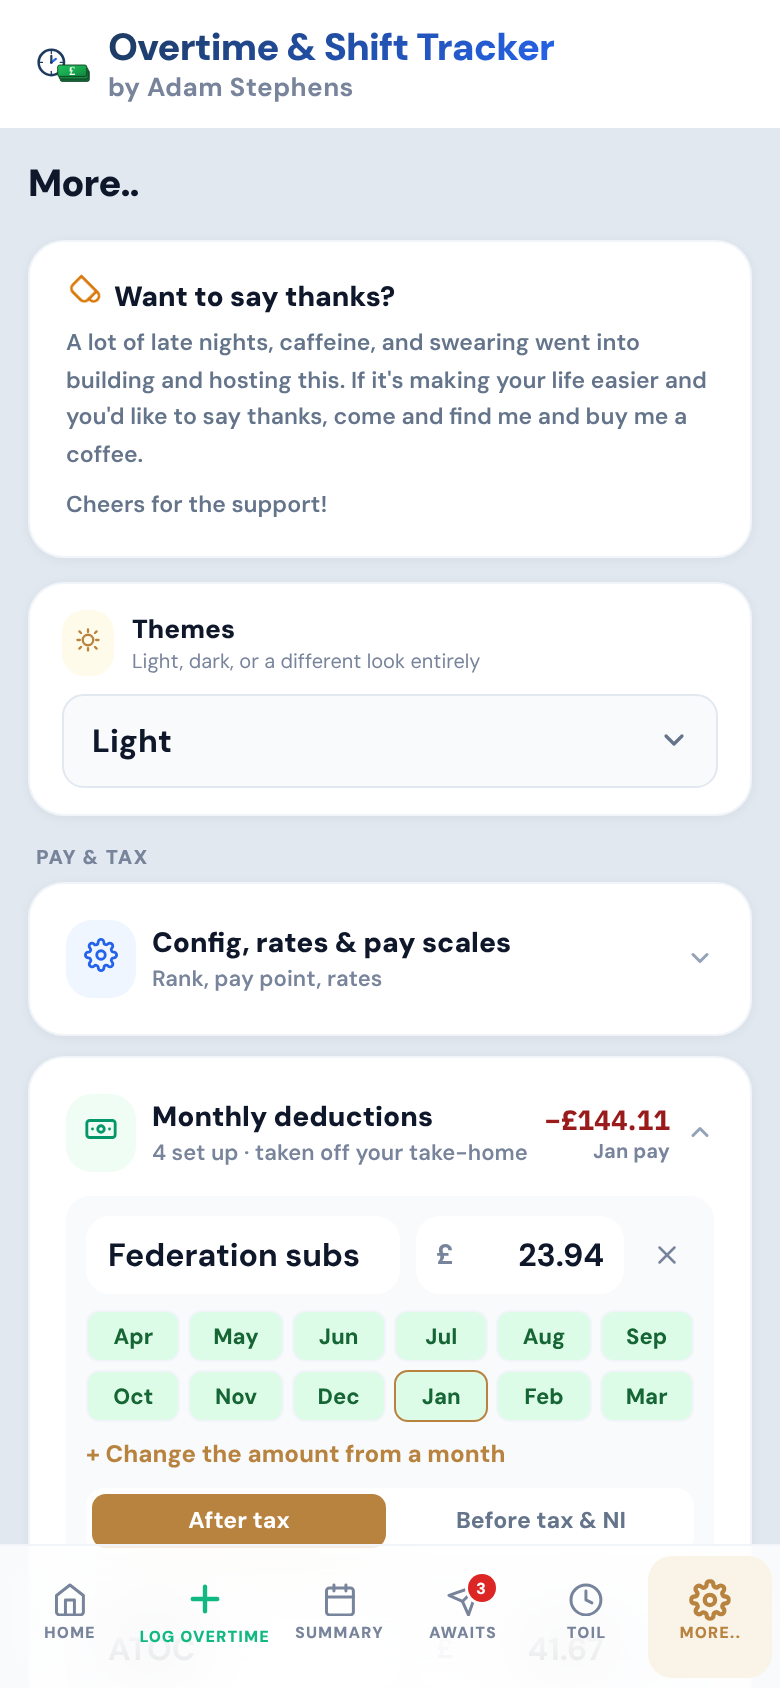 Overtime & Shift Tracker
by Adam Stephens
More..
Want to say thanks?
A lot of late nights, caffeine, and swearing went into
building and hosting this. If it's making your life easier and
you'd like to say thanks, come and find me and buy me a
coffee.
Cheers for the support!
Themes
Light, dark, or a different look entirely
Light
PAY & TAX
Config, rates & pay scales
Rank, pay point, rates
Monthly deductions
−£144.11
4 set up · taken off your take-home
Jan pay
Federation subs £ 23.94
Apr May Jun Jul Aug Sep
Oct Nov Dec Jan Feb Mar
+ Change the amount from a month
After tax Before tax & NI
3
HOME LOG OVERTIME SUMMARY AWAITS TOIL MORE..
ATOC £ 41.67